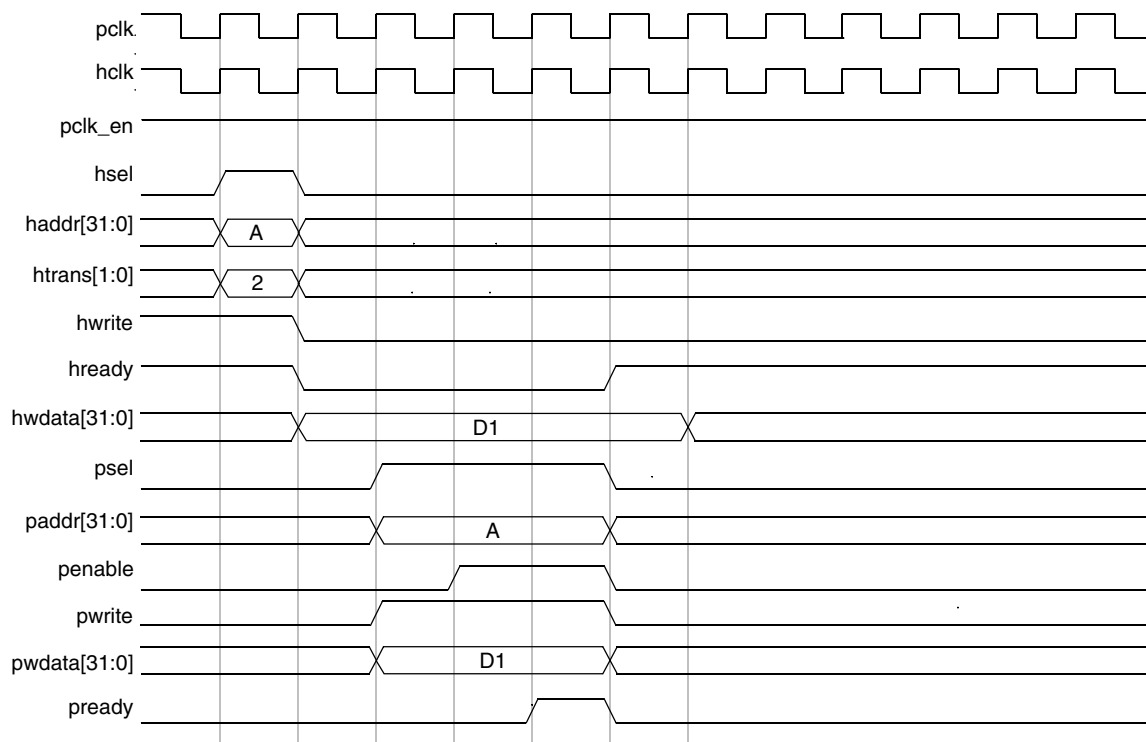 pclk
hclk
pclk_en
hsel
haddr[31:0]
A
htrans[1:0]
2
hwrite
hready
hwdata[31:0]
D1
psel
paddr[31:0]
A
penable
pwrite
pwdata[31:0]
D1
pready